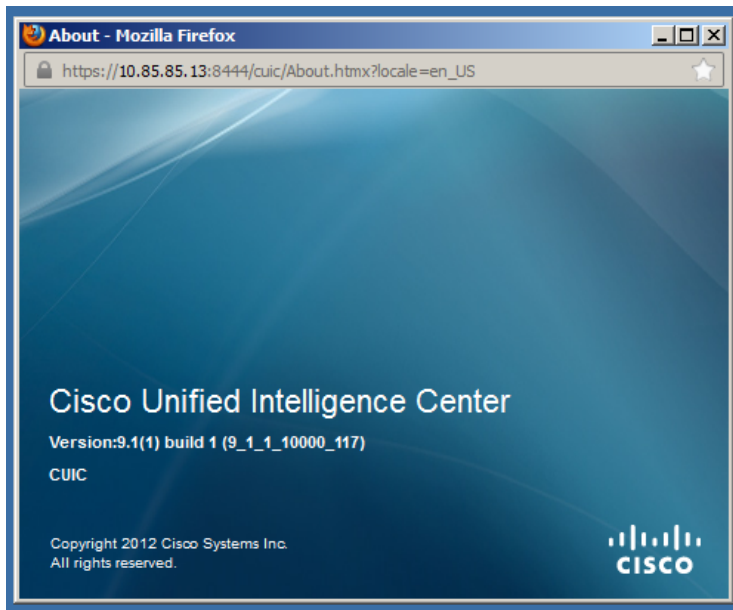 About - Mozilla Firefox
https://10.85.85.13:8444/cuic/About.htmx?locale=en_US
Cisco Unified Intelligence Center
Version:9.1(1) build 1 (9_1_1_10000_117)
CUIC
Copyright 2012 Cisco Systems Inc.
All rights reserved.
CISCO